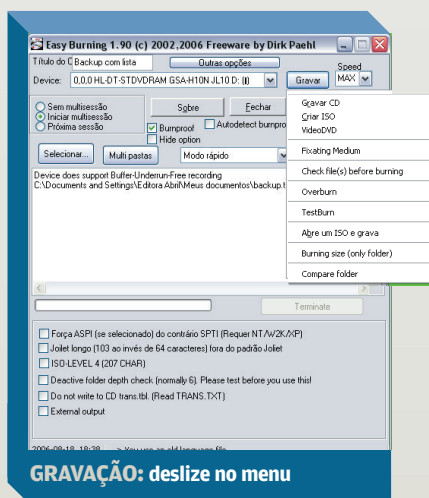 Easy Burning 1.90 (c) 2002,2006 Freeware by Dirk Paehl
Título do C Backup com lista Outras opções Speed
Device: 0,0,0 HL-DT-STDVDRAM GSA-H10N JL10 D: (I) Gravar MAX
Sem multisessão
Iniciar multisessão
Próxima sessão
Sobre Fechar
Burnproof Autodetect burnpro
Hide option
Selecionar... Multi pastas Modo rápido
Gravar CD
Criar ISO
VideoDVD
Fixating Medium
Check file(s) before burning
Overburn
TestBurn
Abre um ISO e grava
Burning size (only folder)
Compare folder
Device does support Buffer-Underrun-Free recording
C:\Documents and Settings\Editora Abril\Meus documentos\backup.t
Terminate
Força ASPI (se selecionado) do contrário SPTI (Requer NT/W2K/XP)
Joilet longo (103 ao invés de 64 caracteres) fora do padrão Joliet
ISO-LEVEL 4 (207 CHAR)
Deactive folder depth check (normally 6). Please test before you use this!
Do not write to CD trans.tbl. (Read TRANS.TXT)
External output
GRAVAÇÃO: deslize no menu